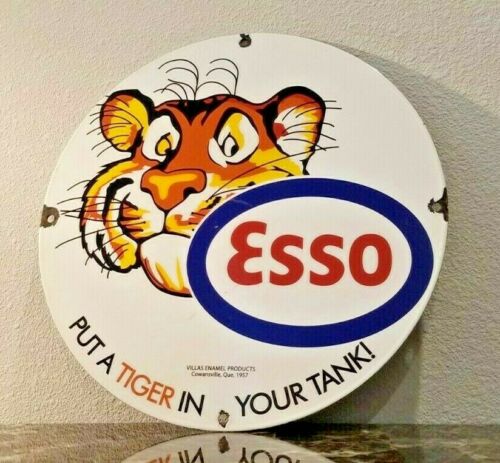 Esso
VILLAS ENAMEL PRODUCTS
Cowansville, Que. 1957
PUT A TIGER IN YOUR TANK!